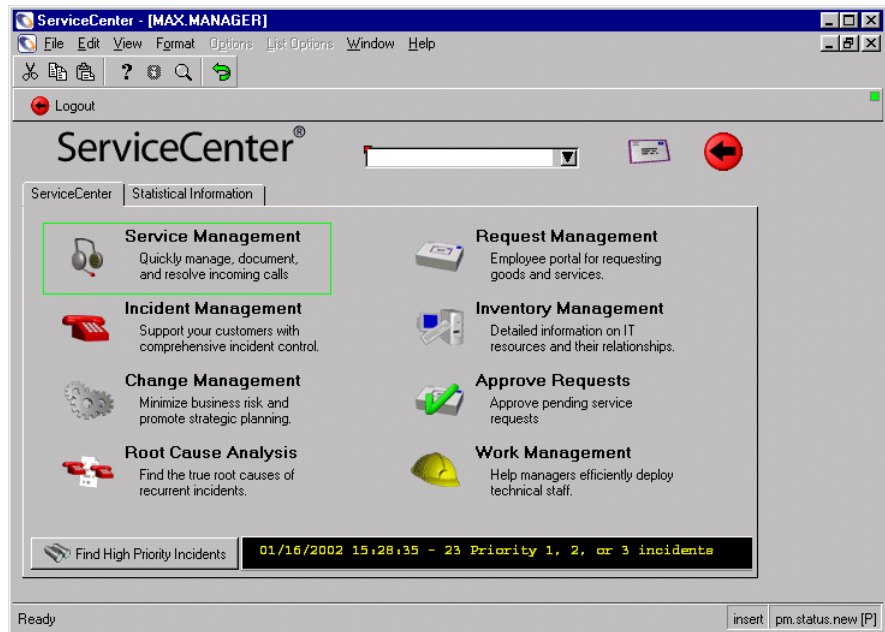 ServiceCenter - [MAX.MANAGER]
File Edit View Format Options List Options Window Help
Logout
ServiceCenter®
ServiceCenter Statistical Information
Service Management
Quickly manage, document,
and resolve incoming calls
Request Management
Employee portal for requesting
goods and services.
Incident Management
Support your customers with
comprehensive incident control.
Inventory Management
Detailed information on IT
resources and their relationships.
Change Management
Minimize business risk and
promote strategic planning.
Approve Requests
Approve pending service
requests
Root Cause Analysis
Find the true root causes of
recurrent incidents.
Work Management
Help managers efficiently deploy
technical staff.
Find High Priority Incidents
01/16/2002 15:28:35 - 23 Priority 1, 2, or 3 incidents
Ready insert pm.status.new [P]